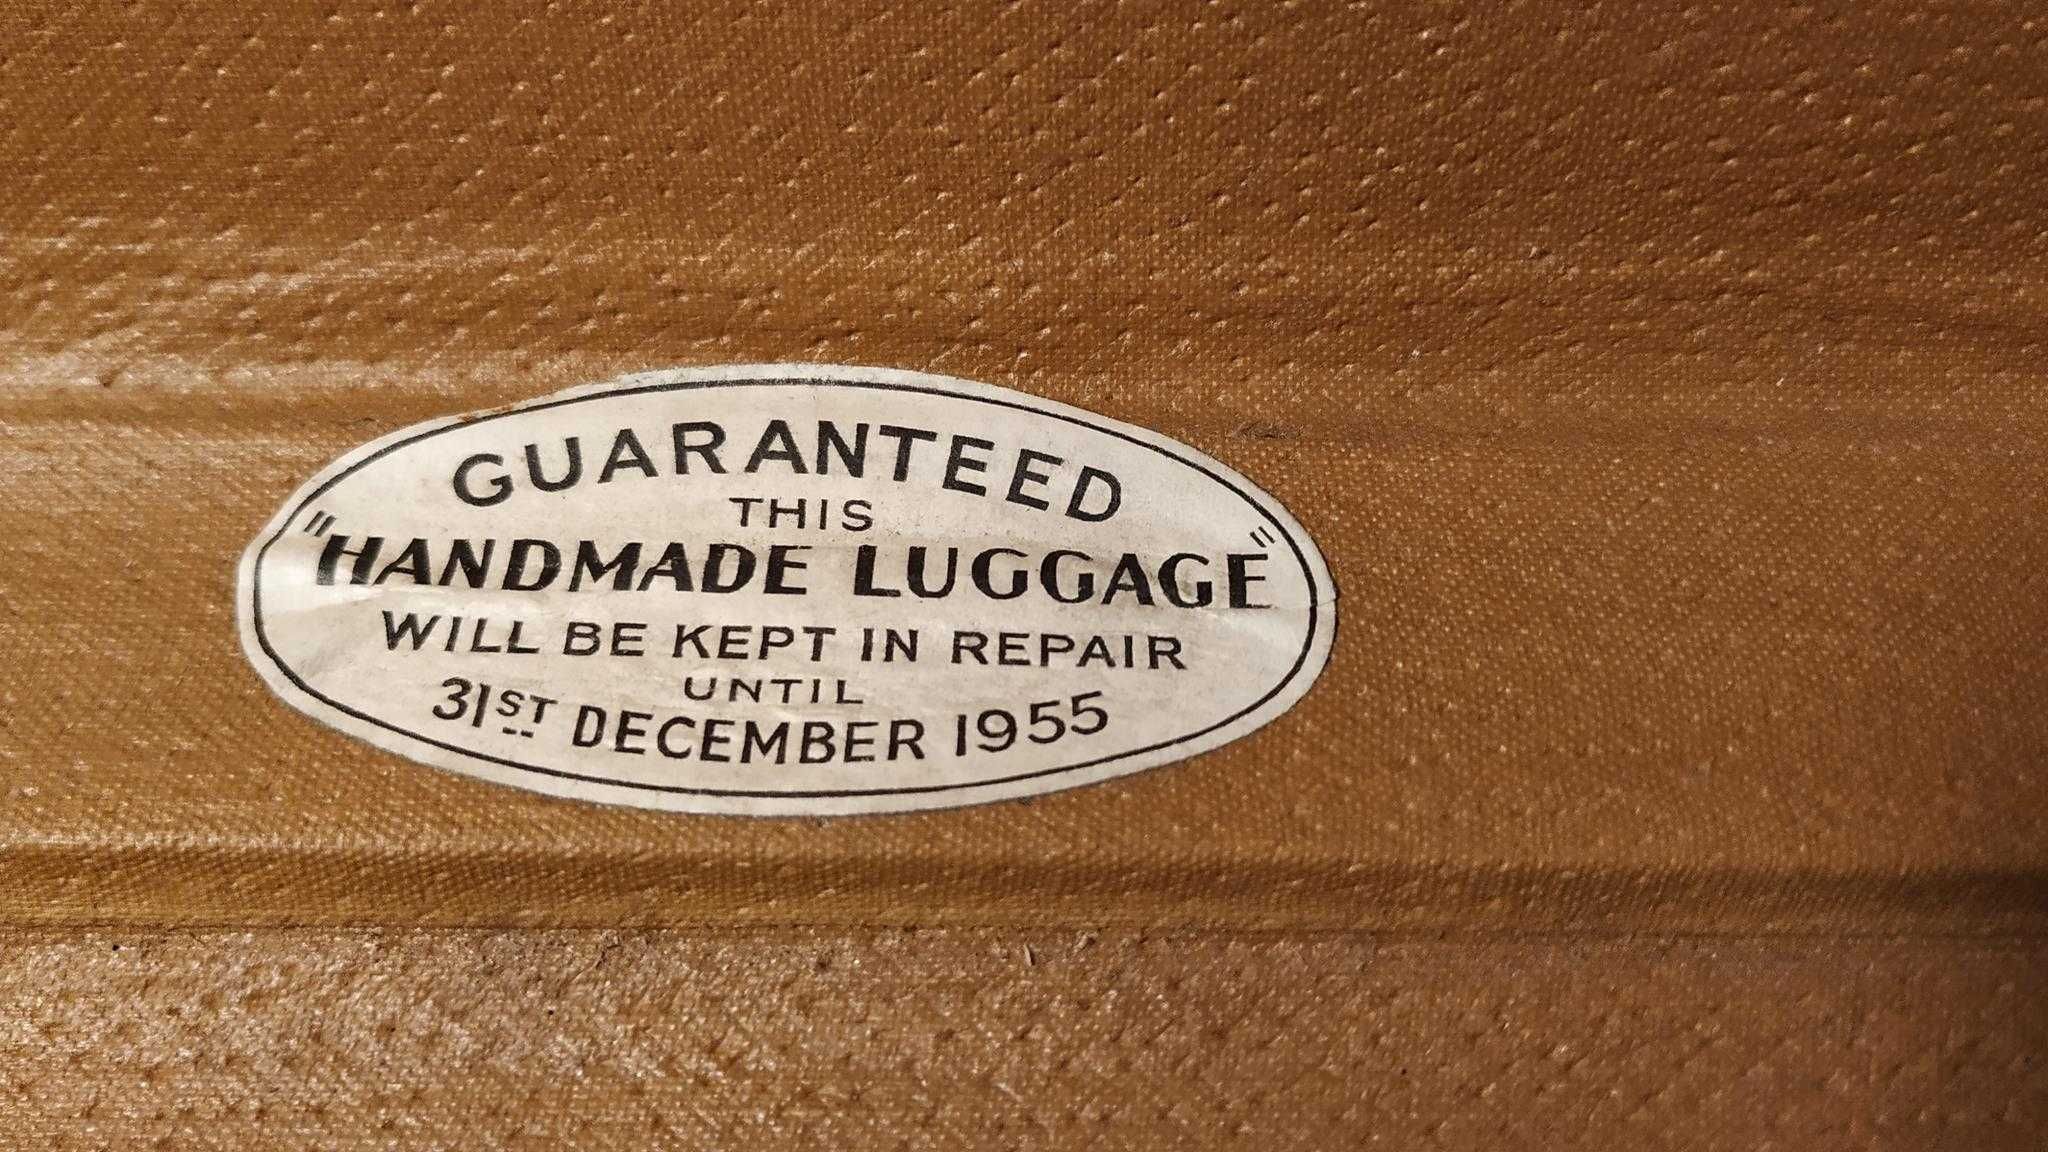 GUARANTEED
THIS
"HANDMADE LUGGAGE"
WILL BE KEPT IN REPAIR
UNTIL
31ST DECEMBER 1955